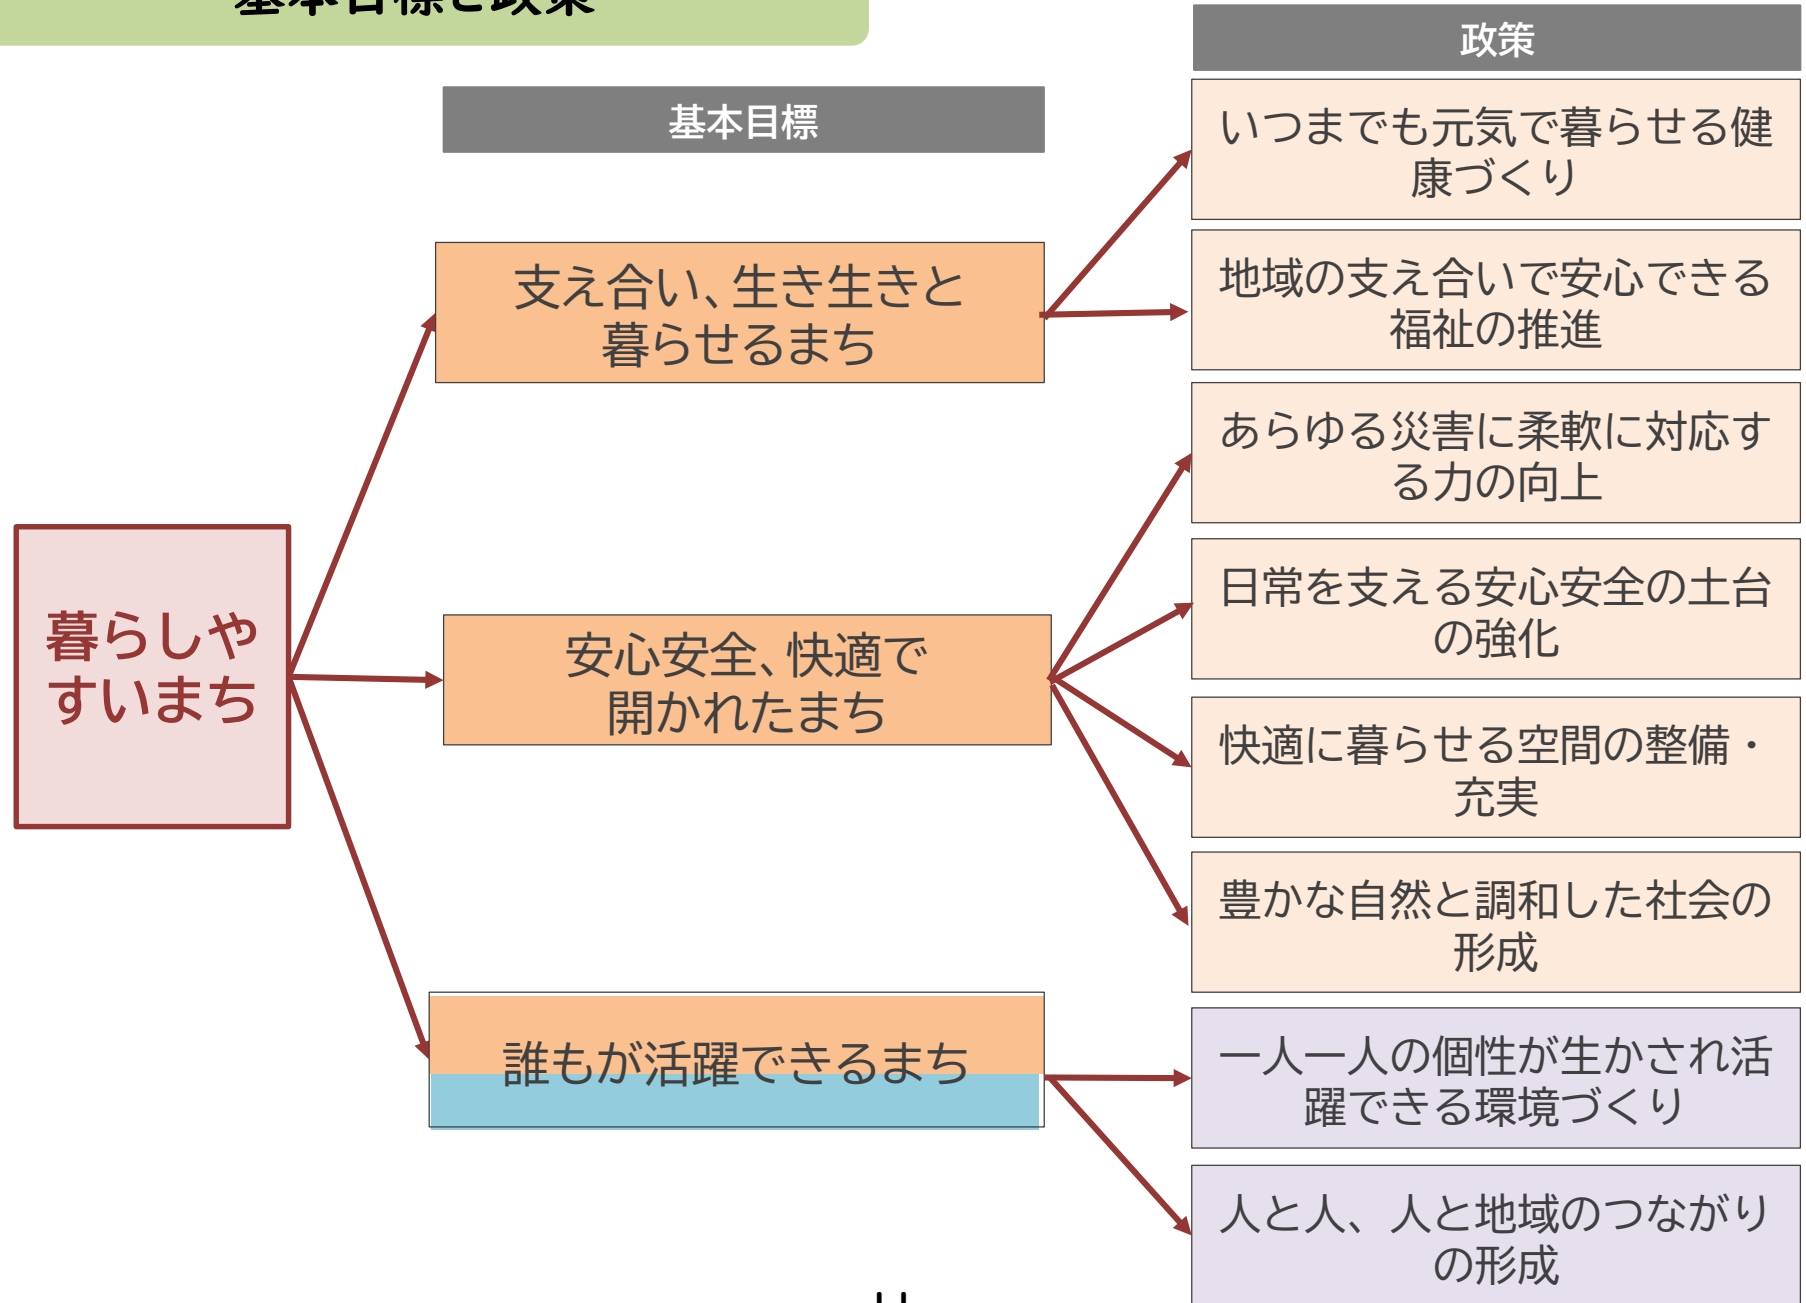 基本目標と政策
政策
基本目標
いつまでも元気で暮らせる健
康づくり
支え合い、生き生きと
暮らせるまち
地域の支え合いで安心できる
福祉の推進
あらゆる災害に柔軟に対応す
る力の向上
暮らしや
すいまち
安心安全、快適で
開かれたまち
日常を支える安心安全の土台
の強化
快適に暮らせる空間の整備・
充実
豊かな自然と調和した社会の
形成
誰もが活躍できるまち
一人一人の個性が生かされ活
躍できる環境づくり
人と人、人と地域のつながり
の形成